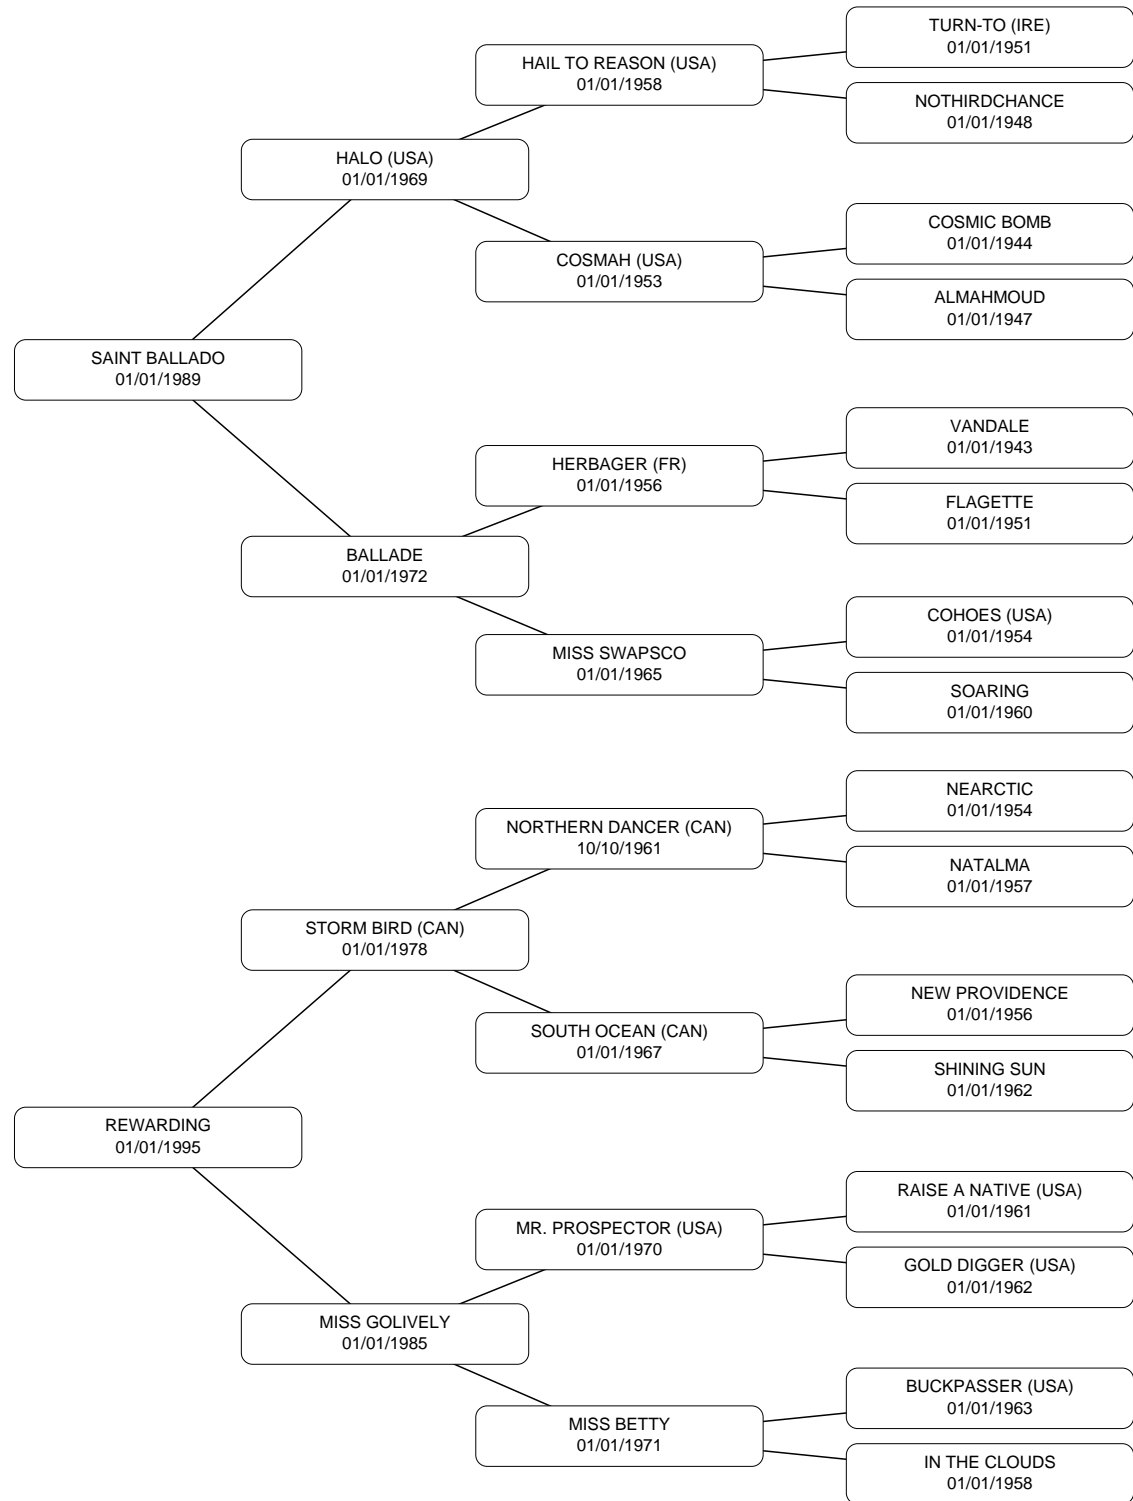 TURN-TO (IRE)
01/01/1951
HAIL TO REASON (USA)
01/01/1958
NOTHIRDCHANCE
01/01/1948
HALO (USA)
01/01/1969
COSMIC BOMB
01/01/1944
COSMAH (USA)
01/01/1953
ALMAHMOUD
01/01/1947
SAINT BALLADO
01/01/1989
VANDALE
01/01/1943
HERBAGER (FR)
01/01/1956
FLAGETTE
01/01/1951
BALLADE
01/01/1972
COHOES (USA)
01/01/1954
MISS SWAPSCO
01/01/1965
SOARING
01/01/1960
NEARCTIC
01/01/1954
NORTHERN DANCER (CAN)
10/10/1961
NATALMA
01/01/1957
STORM BIRD (CAN)
01/01/1978
NEW PROVIDENCE
01/01/1956
SOUTH OCEAN (CAN)
01/01/1967
SHINING SUN
01/01/1962
REWARDING
01/01/1995
RAISE A NATIVE (USA)
01/01/1961
MR. PROSPECTOR (USA)
01/01/1970
GOLD DIGGER (USA)
01/01/1962
MISS GOLIVELY
01/01/1985
BUCKPASSER (USA)
01/01/1963
MISS BETTY
01/01/1971
IN THE CLOUDS
01/01/1958